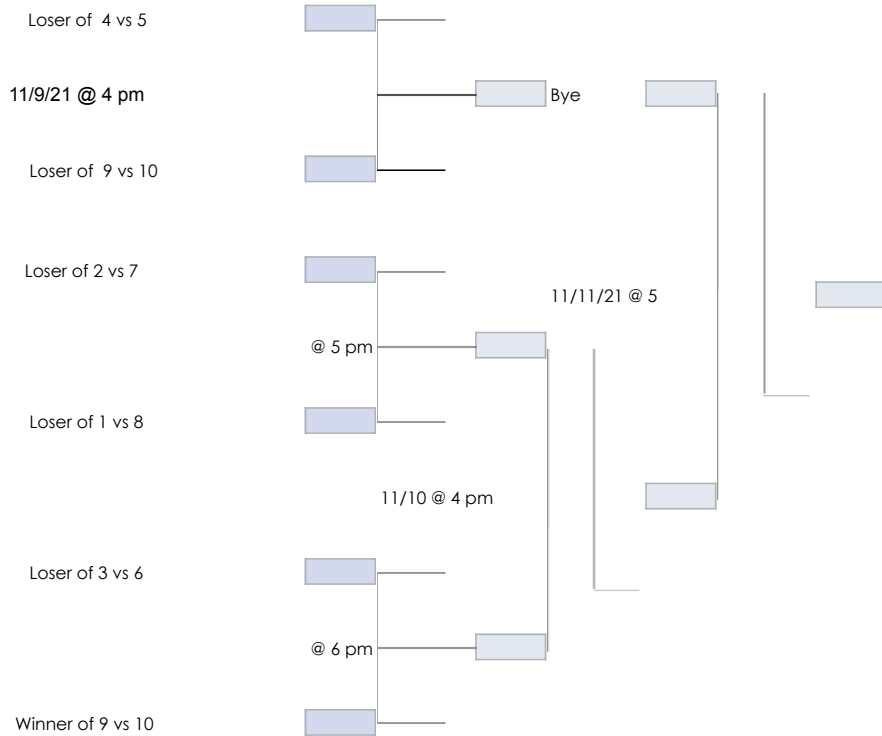 Loser of  4 vs 5
11/9/21 @ 4 pm
Bye
Loser of  9 vs 10
Loser of 2 vs 7
11/11/21 @ 5
@ 5 pm
Loser of 1 vs 8
11/10 @ 4 pm
Loser of 3 vs 6
@ 6 pm
Winner of 9 vs 10